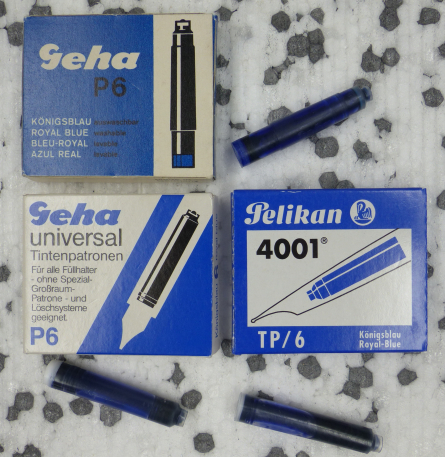 Geha
P6
KÖNIGSBLAU
ROYAL BLUE washable
BLEU-ROYAL
AZUL REAL
Geha
universal
Tintenpatronen
Für alle Füllhalter
- ohne Spezial-
Großraum-
Patrone - und
Löschsysteme
geeignet.
P6
Pelikan
4001®
TP/6
Königsblau
Royal-Blue